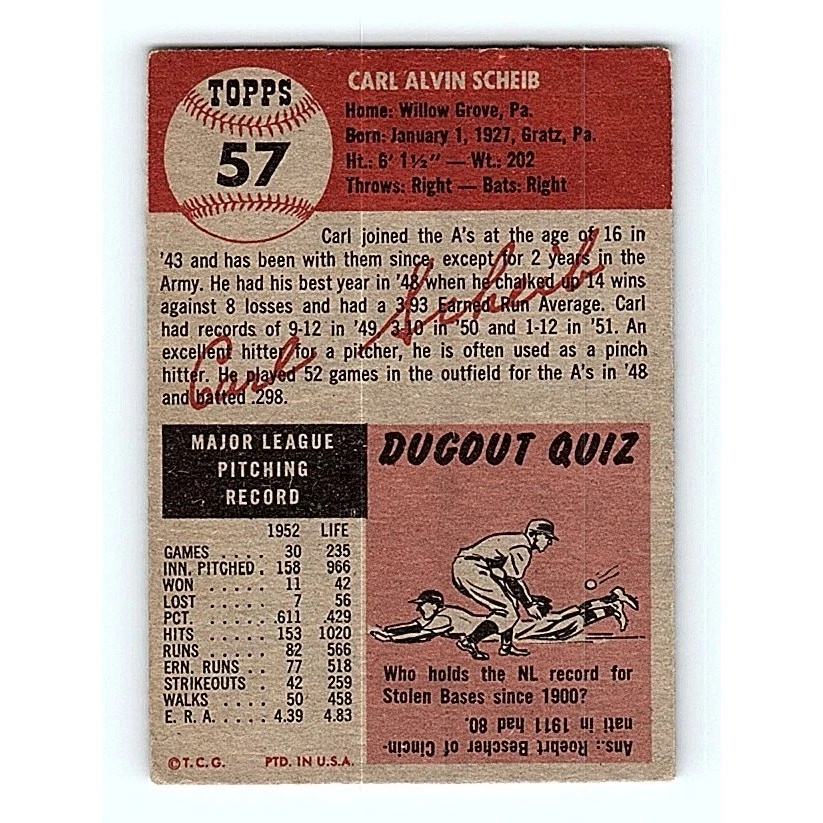 TOPPS
57
CARL ALVIN SCHEIB
Home: Willow Grove, Pa.
Born: January 1, 1927, Gratz, Pa.
Ht.: 6' 1½" — Wt.: 202
Throws: Right — Bats: Right
Carl joined the A's at the age of 16 in
'43 and has been with them since, except for 2 years in the
Army. He had his best year in '48 when he chalked up 14 wins
against 8 losses and had a 3.93 Earned Run Average. Carl
had records of 9-12 in '49, 3-10 in '50 and 1-12 in '51. An
excellent hitter for a pitcher, he is often used as a pinch
hitter. He played 52 games in the outfield for the A's in '48
and batted .298.
Carl Scheib
MAJOR LEAGUE
PITCHING
RECORD
1952 LIFE
GAMES . . . . 30 235
INN. PITCHED . 158 966
WON . . . . . 11 42
LOST . . . . . 7 56
PCT. . . . . .611 .429
HITS . . . . 153 1020
RUNS . . . . 82 566
ERN. RUNS . . 77 518
STRIKEOUTS . 42 259
WALKS . . . . 50 458
E. R. A. . . . 4.39 4.83
©T.C.G. PTD. IN U.S.A.
DUGOUT QUIZ
Who holds the NL record for
Stolen Bases since 1900?
Ans.: Roebrt Bescher of Cincin-
nati in 1911 had 80.